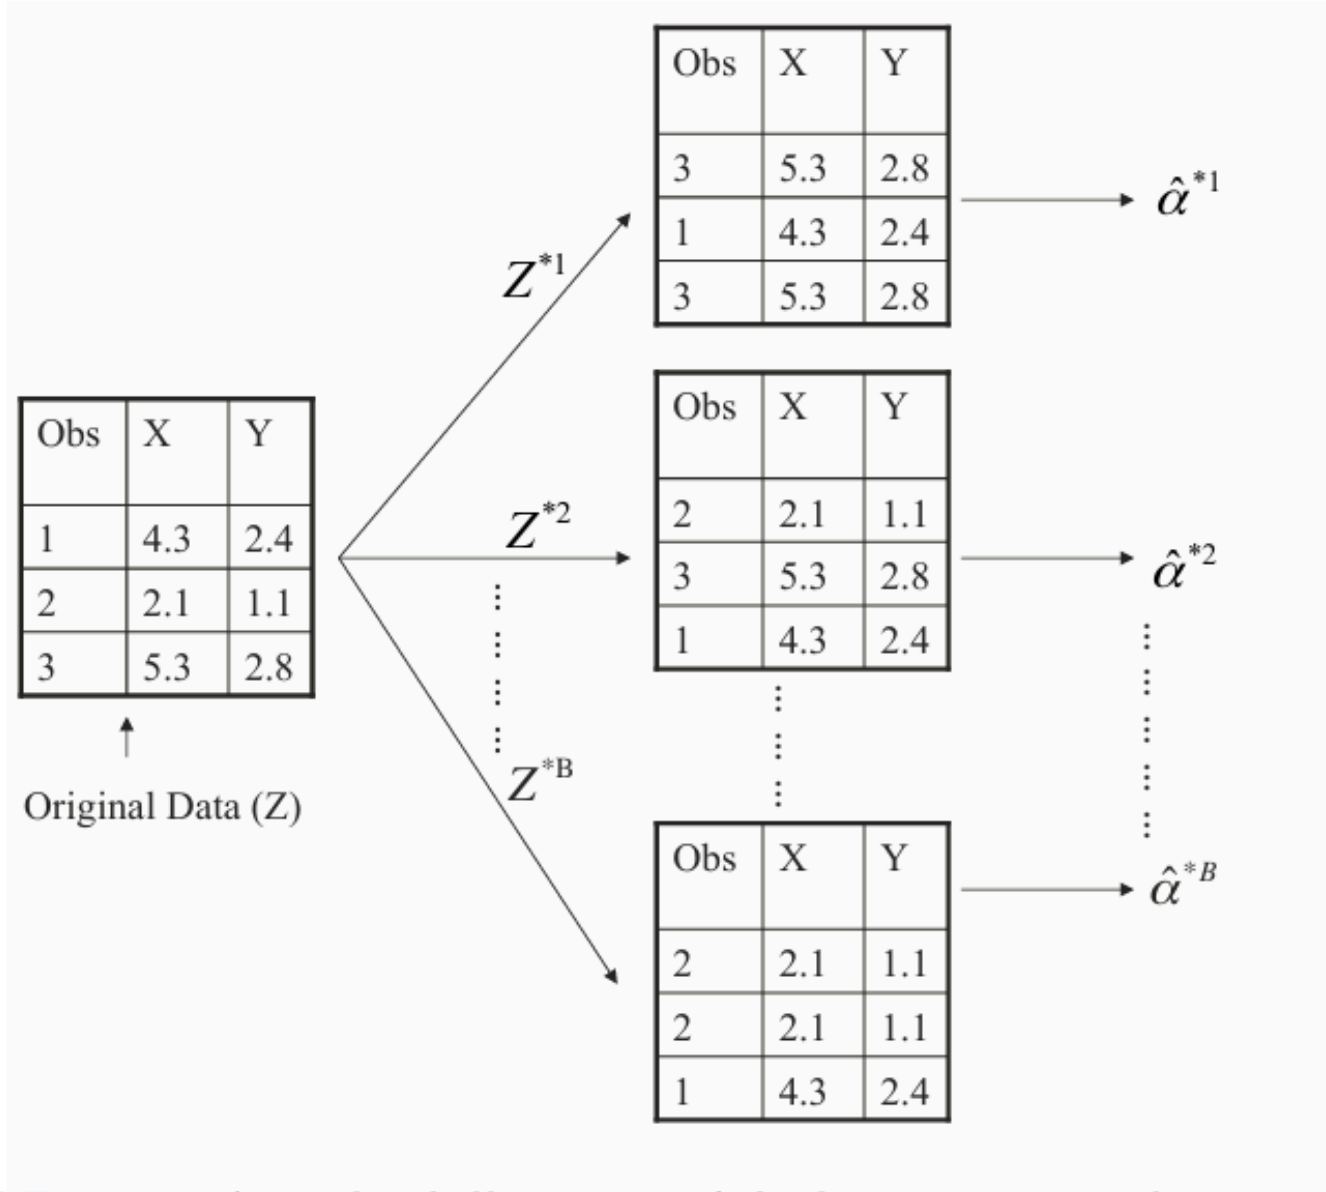 Obs X Y
3 5.3 2.8
1 4.3 2.4
3 5.3 2.8
α̂*1
Z*1
Obs X Y
1 4.3 2.4
2 2.1 1.1
3 5.3 2.8
Original Data (Z)
Z*2
Obs X Y
2 2.1 1.1
3 5.3 2.8
1 4.3 2.4
α̂*2
Z*B
Obs X Y
2 2.1 1.1
2 2.1 1.1
1 4.3 2.4
α̂*B